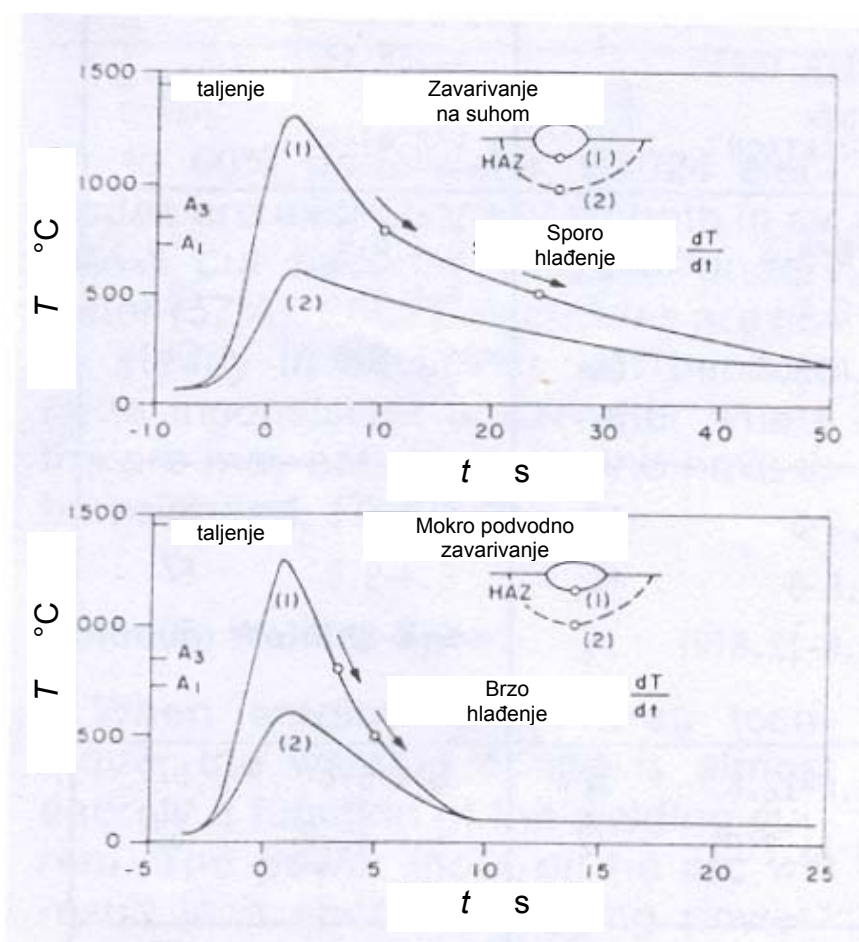 1500
taljenje
Zavarivanje
na suhom
(1)
HAZ
(1)
(2)
1000
A3
A1
T °C
Sporo
hlađenje
dT
dt
500
(2)
0
-10 0 10 20 30 40 50
t s
1500
taljenje
Mokro podvodno
zavarivanje
(1)
HAZ
(1)
(2)
000
A3
A1
T °C
Brzo
hlađenje
dT
dt
500
(2)
0
-5 0 5 10 15 20 25
t s